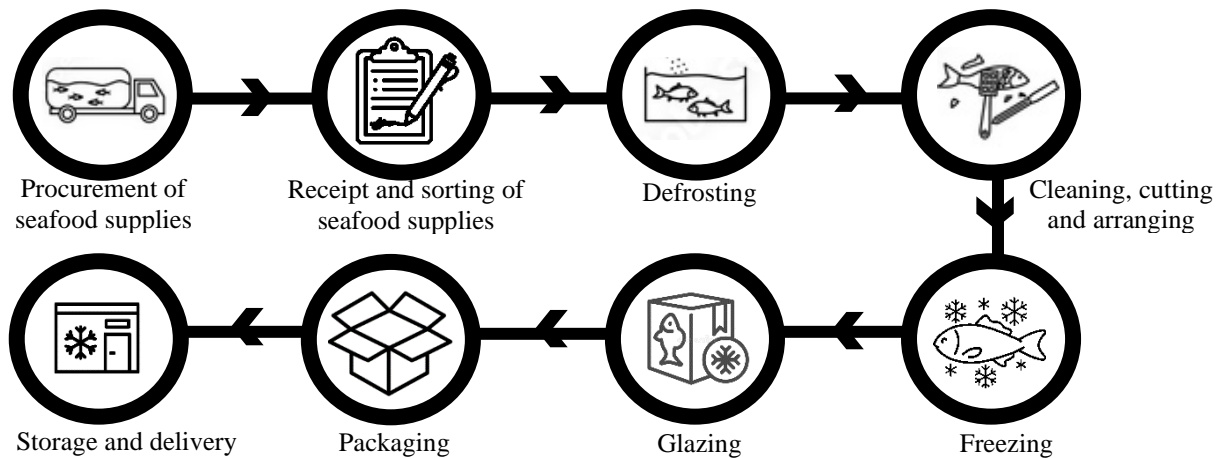 Procurement of
seafood supplies
Receipt and sorting of
seafood supplies
Defrosting
Cleaning, cutting
and arranging
Storage and delivery
Packaging
Glazing
Freezing